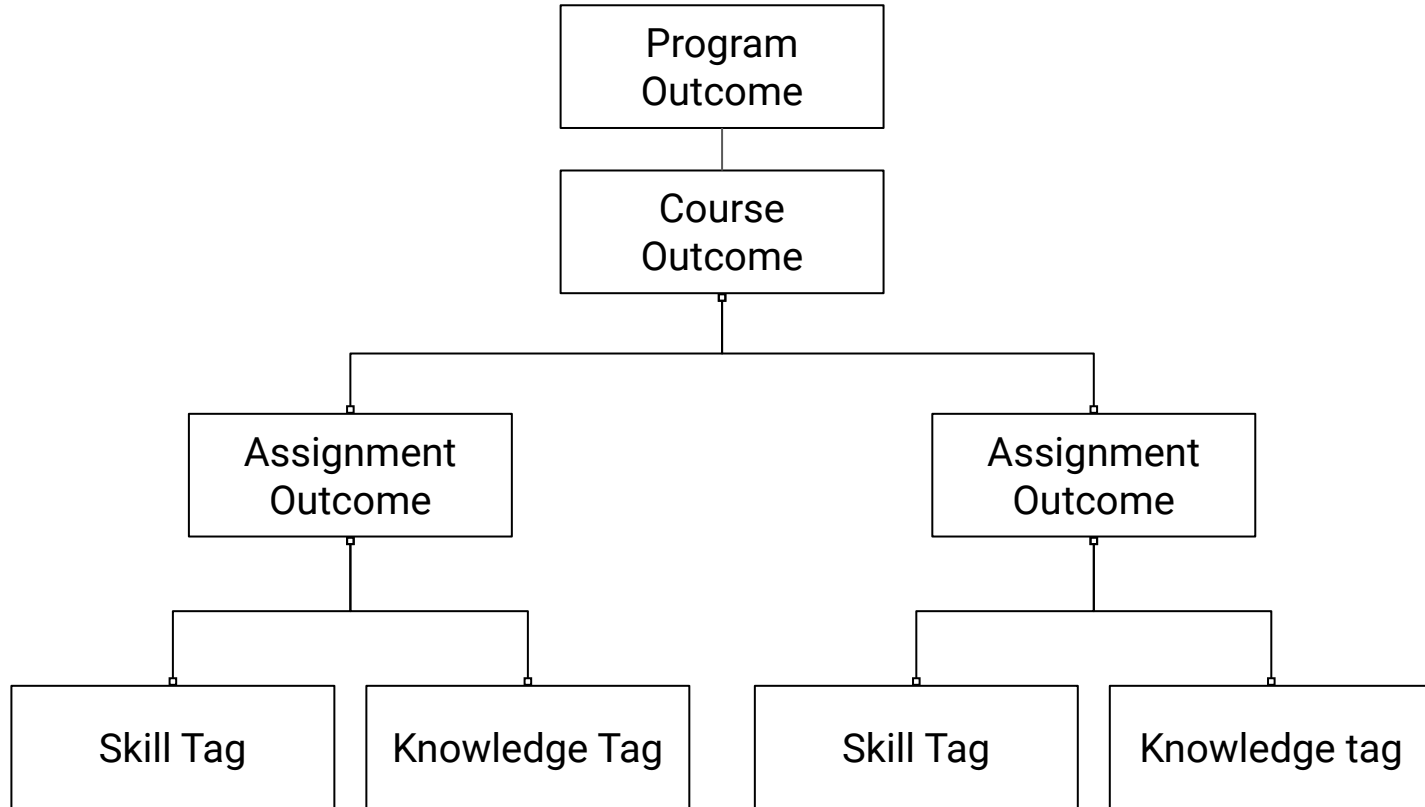 Program
Outcome
Course
Outcome
Assignment
Outcome
Assignment
Outcome
Skill Tag
Knowledge Tag
Skill Tag
Knowledge tag